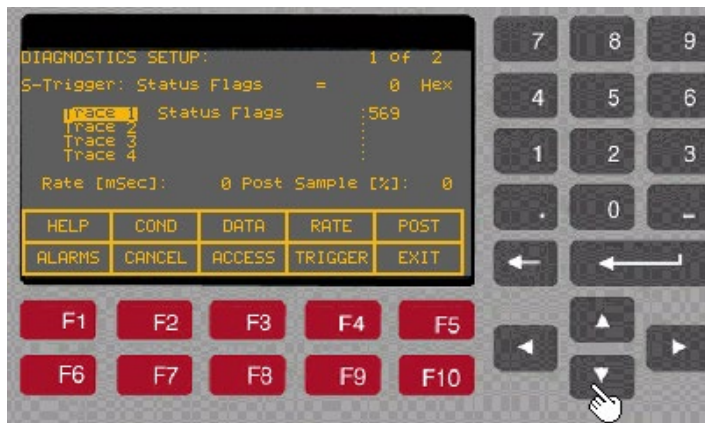 DIAGNOSTICS SETUP: 1 of 2
S-Trigger: Status Flags = 0 Hex
Trace 1 Status Flags :569
Trace 2 :
Trace 3 :
Trace 4 :
Rate [mSec]: 0 Post Sample [%]: 0
HELP COND DATA RATE POST
ALARMS CANCEL ACCESS TRIGGER EXIT
F1 F2 F3 F4 F5
F6 F7 F8 F9 F10
7 8 9
4 5 6
1 2 3
. 0 -